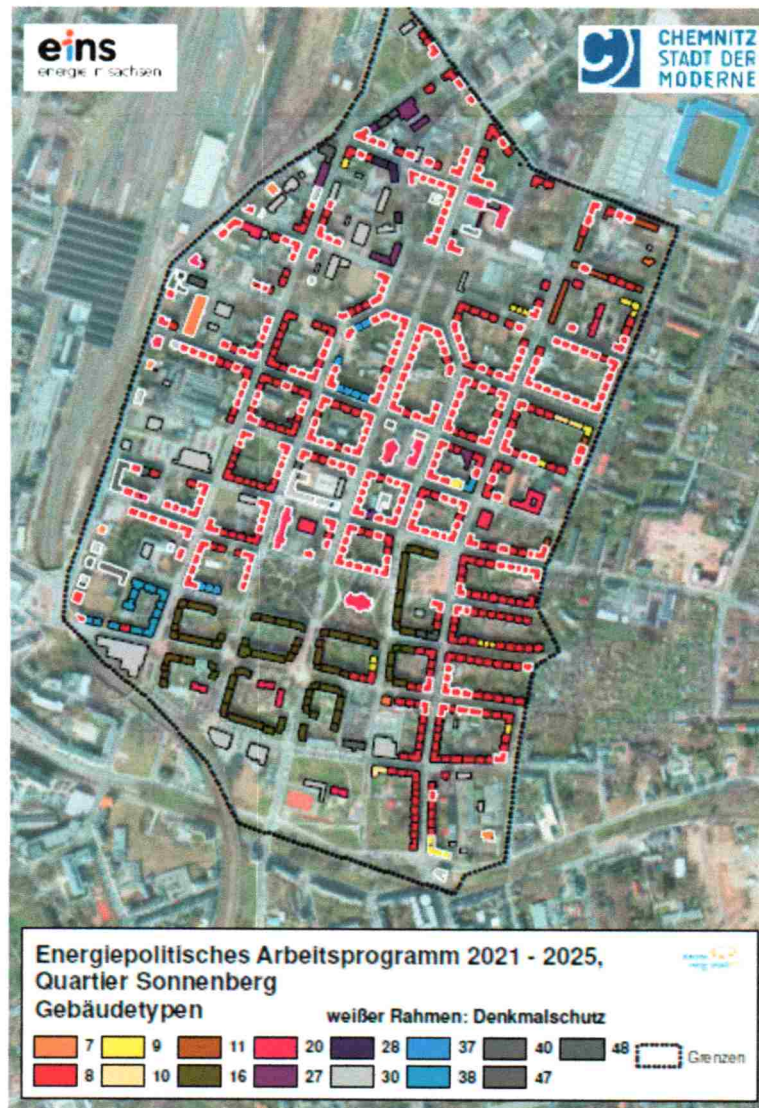 eins
energie in sachsen
CHEMNITZ
STADT DER
MODERNE
Energiepolitisches Arbeitsprogramm 2021 - 2025,
Quartier Sonnenberg
Gebäudetypen
weißer Rahmen: Denkmalschutz
7 9 11 20 28 37 40 48 Grenzen
8 10 16 27 30 38 47